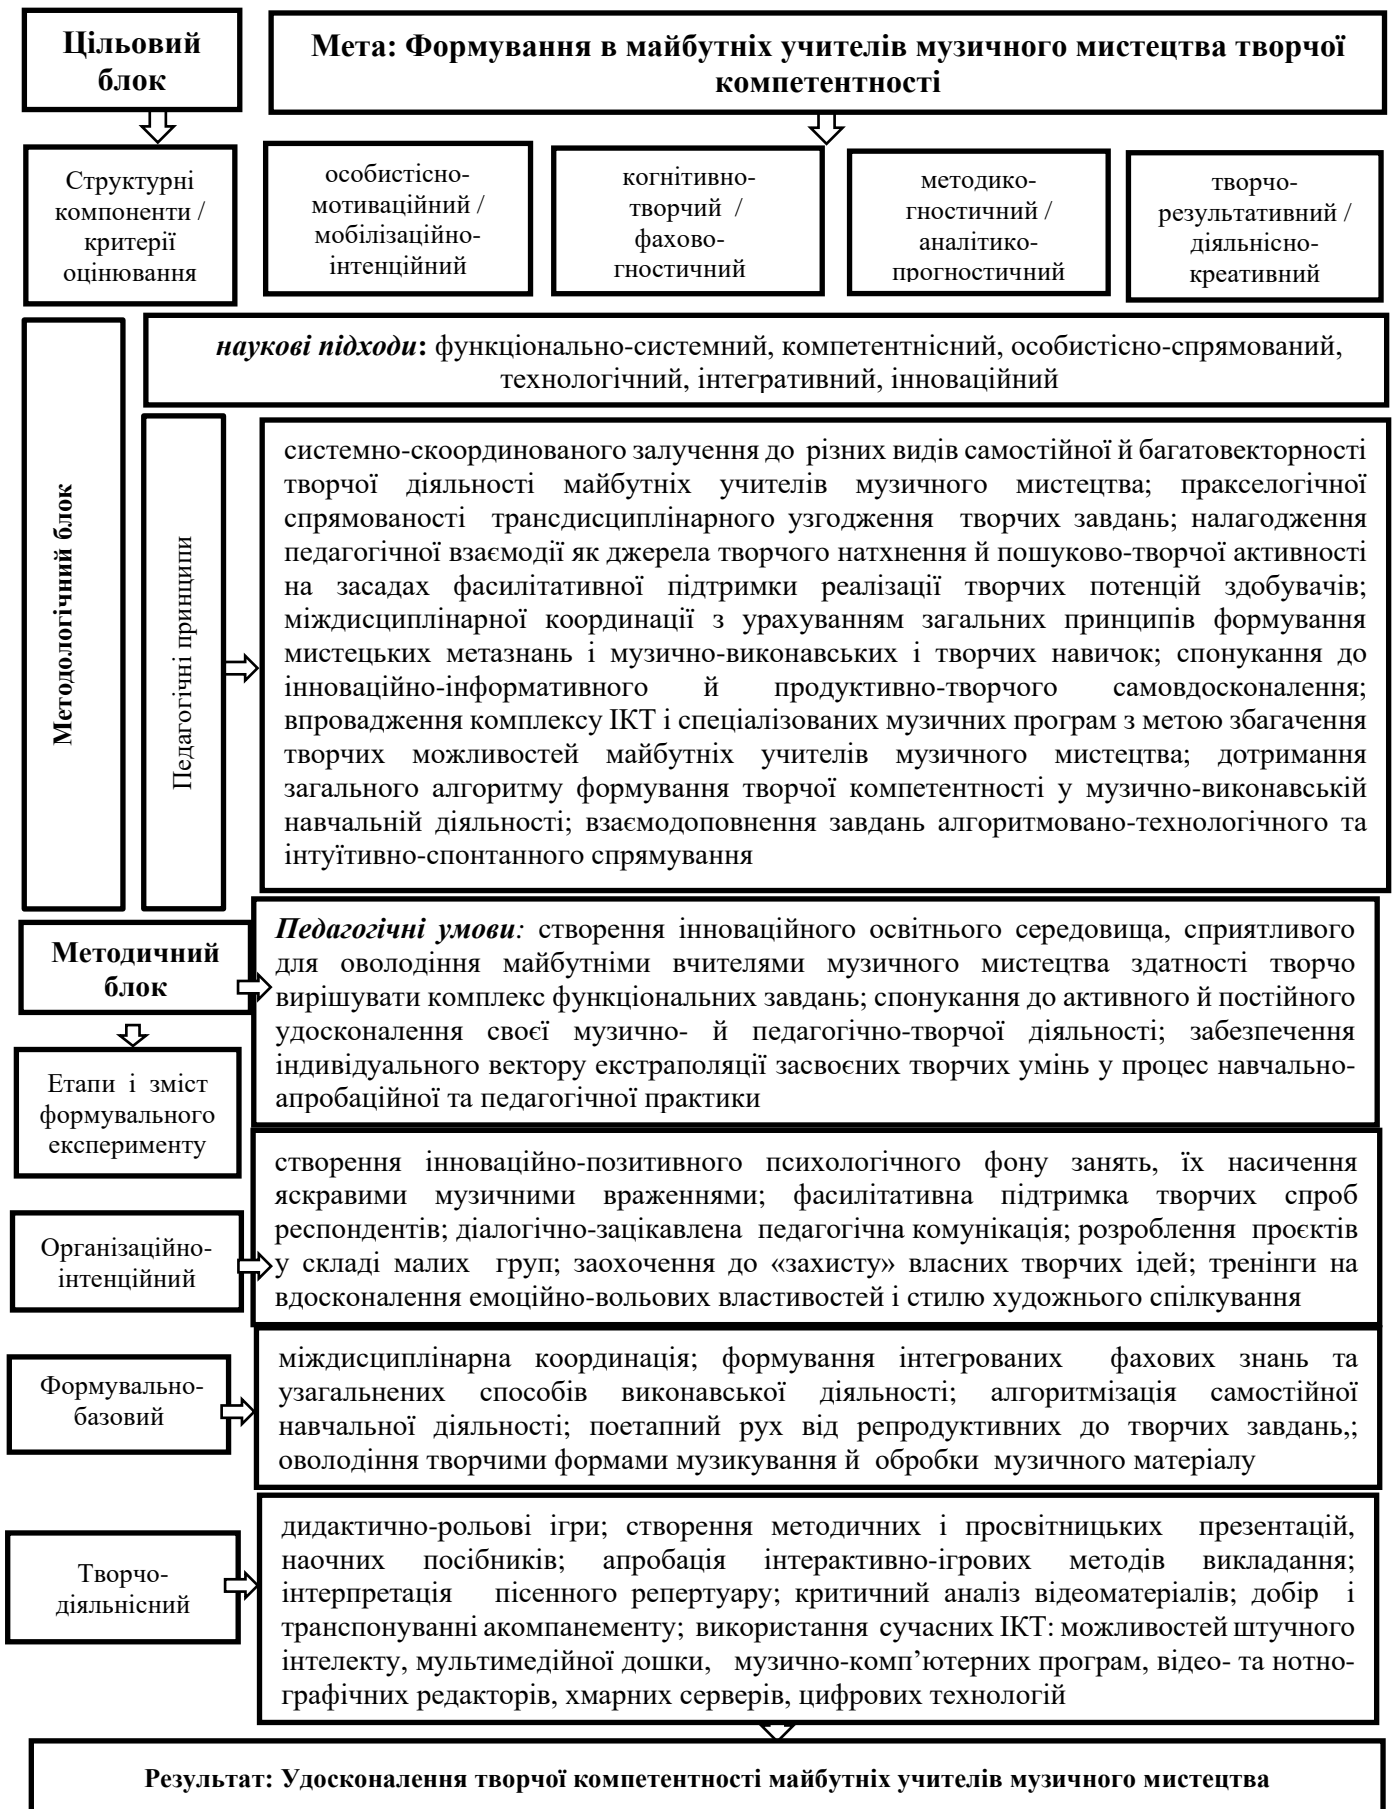 Цільовий
блок
Мета: Формування в майбутніх учителів музичного мистецтва творчої
компетентності
Структурні
компоненти /
критерії
оцінювання
особистісно-
мотиваційний /
мобілізаційно-
інтенційний
когнітивно-
творчий /
фахово-
гностичний
методико-
гностичний /
аналітико-
прогностичний
творчо-
результативний /
діяльнісно-
креативний
Методологічний блок
наукові підходи: функціонально-системний, компетентнісний, особистісно-спрямований,
технологічний, інтегративний, інноваційний
Педагогічні принципи
системно-скоординованого залучення до різних видів самостійної й багатовекторності
творчої діяльності майбутніх учителів музичного мистецтва; праксeлогічної
спрямованості трансдисциплінарного узгодження творчих завдань; налагодження
педагогічної взаємодії як джерела творчого натхнення й пошуково-творчої активності
на засадах фасилітативної підтримки реалізації творчих потенцій здобувачів;
міждисциплінарної координації з урахуванням загальних принципів формування
мистецьких метазнань і музично-виконавських і творчих навичок; спонукання до
інноваційно-інформативного й продуктивно-творчого самовдосконалення;
впровадження комплексу ІКТ і спеціалізованих музичних програм з метою збагачення
творчих можливостей майбутніх учителів музичного мистецтва; дотримання
загального алгоритму формування творчої компетентності у музично-виконавській
навчальній діяльності; взаємодоповнення завдань алгоритмовано-технологічного та
інтуїтивно-спонтанного спрямування
Методичний
блок
Педагогічні умови: створення інноваційного освітнього середовища, сприятливого
для оволодіння майбутніми вчителями музичного мистецтва здатності творчо
вирішувати комплекс функціональних завдань; спонукання до активного й постійного
удосконалення своєї музично- й педагогічно-творчої діяльності; забезпечення
індивідуального вектору екстраполяції засвоєних творчих умінь у процес навчально-
апробаційної та педагогічної практики
Етапи і зміст
формувального
експерименту
Організаційно-
інтенційний
створення інноваційно-позитивного психологічного фону занять, їх насичення
яскравими музичними враженнями; фасилітативна підтримка творчих спроб
респондентів; діалогічно-зацікавлена педагогічна комунікація; розроблення проєктів
у складі малих груп; заохочення до «захисту» власних творчих ідей; тренінги на
вдосконалення емоційно-вольових властивостей і стилю художнього спілкування
Формувально-
базовий
міждисциплінарна координація; формування інтегрованих фахових знань та
узагальнених способів виконавської діяльності; алгоритмізація самостійної
навчальної діяльності; поетапний рух від репродуктивних до творчих завдань,;
оволодіння творчими формами музикування й обробки музичного матеріалу
Творчо-
діяльнісний
дидактично-рольові ігри; створення методичних і просвітницьких презентацій,
наочних посібників; апробація інтерактивно-ігрових методів викладання;
інтерпретація пісенного репертуару; критичний аналіз відеоматеріалів; добір і
транспонуванні акомпанементу; використання сучасних ІКТ: можливостей штучного
інтелекту, мультимедійної дошки, музично-комп’ютерних програм, відео- та нотно-
графічних редакторів, хмарних серверів, цифрових технологій
Результат: Удосконалення творчої компетентності майбутніх учителів музичного мистецтва